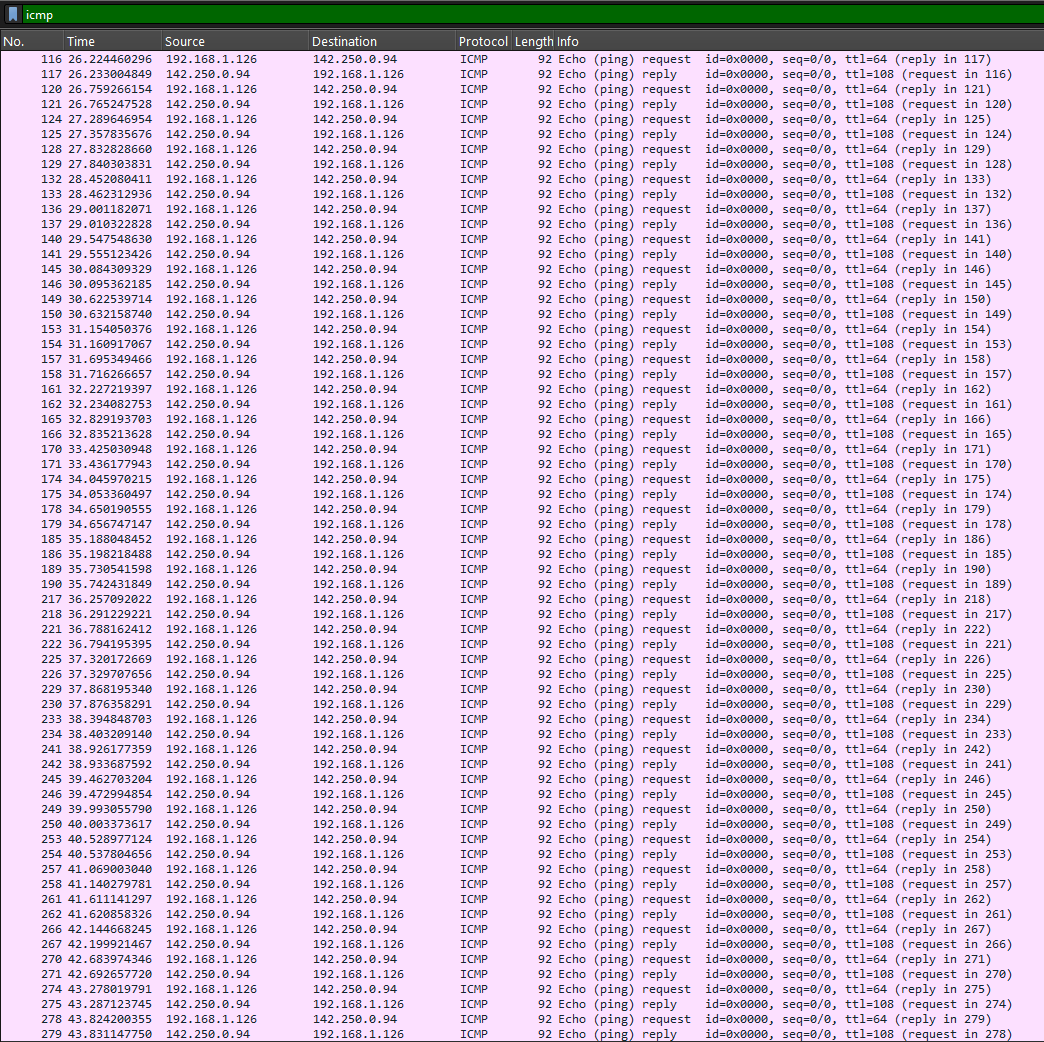 icmp
No. Time Source Destination Protocol Length Info
116 26.224460296 192.168.1.126 142.250.0.94 ICMP 92 Echo (ping) request id=0x0000, seq=0/0, ttl=64 (reply in 117)
117 26.233004849 142.250.0.94 192.168.1.126 ICMP 92 Echo (ping) reply id=0x0000, seq=0/0, ttl=108 (request in 116)
120 26.759266154 192.168.1.126 142.250.0.94 ICMP 92 Echo (ping) request id=0x0000, seq=0/0, ttl=64 (reply in 121)
121 26.765247528 142.250.0.94 192.168.1.126 ICMP 92 Echo (ping) reply id=0x0000, seq=0/0, ttl=108 (request in 120)
124 27.289646954 192.168.1.126 142.250.0.94 ICMP 92 Echo (ping) request id=0x0000, seq=0/0, ttl=64 (reply in 125)
125 27.357835676 142.250.0.94 192.168.1.126 ICMP 92 Echo (ping) reply id=0x0000, seq=0/0, ttl=108 (request in 124)
128 27.832828660 192.168.1.126 142.250.0.94 ICMP 92 Echo (ping) request id=0x0000, seq=0/0, ttl=64 (reply in 129)
129 27.840303831 142.250.0.94 192.168.1.126 ICMP 92 Echo (ping) reply id=0x0000, seq=0/0, ttl=108 (request in 128)
132 28.452080411 192.168.1.126 142.250.0.94 ICMP 92 Echo (ping) request id=0x0000, seq=0/0, ttl=64 (reply in 133)
133 28.462312936 142.250.0.94 192.168.1.126 ICMP 92 Echo (ping) reply id=0x0000, seq=0/0, ttl=108 (request in 132)
136 29.001182071 192.168.1.126 142.250.0.94 ICMP 92 Echo (ping) request id=0x0000, seq=0/0, ttl=64 (reply in 137)
137 29.010322828 142.250.0.94 192.168.1.126 ICMP 92 Echo (ping) reply id=0x0000, seq=0/0, ttl=108 (request in 136)
140 29.547548630 192.168.1.126 142.250.0.94 ICMP 92 Echo (ping) request id=0x0000, seq=0/0, ttl=64 (reply in 141)
141 29.555123426 142.250.0.94 192.168.1.126 ICMP 92 Echo (ping) reply id=0x0000, seq=0/0, ttl=108 (request in 140)
145 30.084309329 192.168.1.126 142.250.0.94 ICMP 92 Echo (ping) request id=0x0000, seq=0/0, ttl=64 (reply in 146)
146 30.095362185 142.250.0.94 192.168.1.126 ICMP 92 Echo (ping) reply id=0x0000, seq=0/0, ttl=108 (request in 145)
149 30.622539714 192.168.1.126 142.250.0.94 ICMP 92 Echo (ping) request id=0x0000, seq=0/0, ttl=64 (reply in 150)
150 30.632158740 142.250.0.94 192.168.1.126 ICMP 92 Echo (ping) reply id=0x0000, seq=0/0, ttl=108 (request in 149)
153 31.154050376 192.168.1.126 142.250.0.94 ICMP 92 Echo (ping) request id=0x0000, seq=0/0, ttl=64 (reply in 154)
154 31.160917067 142.250.0.94 192.168.1.126 ICMP 92 Echo (ping) reply id=0x0000, seq=0/0, ttl=108 (request in 153)
157 31.695349466 192.168.1.126 142.250.0.94 ICMP 92 Echo (ping) request id=0x0000, seq=0/0, ttl=64 (reply in 158)
158 31.716266657 142.250.0.94 192.168.1.126 ICMP 92 Echo (ping) reply id=0x0000, seq=0/0, ttl=108 (request in 157)
161 32.227219397 192.168.1.126 142.250.0.94 ICMP 92 Echo (ping) request id=0x0000, seq=0/0, ttl=64 (reply in 162)
162 32.234082753 142.250.0.94 192.168.1.126 ICMP 92 Echo (ping) reply id=0x0000, seq=0/0, ttl=108 (request in 161)
165 32.829193703 192.168.1.126 142.250.0.94 ICMP 92 Echo (ping) request id=0x0000, seq=0/0, ttl=64 (reply in 166)
166 32.835213628 142.250.0.94 192.168.1.126 ICMP 92 Echo (ping) reply id=0x0000, seq=0/0, ttl=108 (request in 165)
170 33.425030948 192.168.1.126 142.250.0.94 ICMP 92 Echo (ping) request id=0x0000, seq=0/0, ttl=64 (reply in 171)
171 33.436177943 142.250.0.94 192.168.1.126 ICMP 92 Echo (ping) reply id=0x0000, seq=0/0, ttl=108 (request in 170)
174 34.045970215 192.168.1.126 142.250.0.94 ICMP 92 Echo (ping) request id=0x0000, seq=0/0, ttl=64 (reply in 175)
175 34.053360497 142.250.0.94 192.168.1.126 ICMP 92 Echo (ping) reply id=0x0000, seq=0/0, ttl=108 (request in 174)
178 34.650190555 192.168.1.126 142.250.0.94 ICMP 92 Echo (ping) request id=0x0000, seq=0/0, ttl=64 (reply in 179)
179 34.656747147 142.250.0.94 192.168.1.126 ICMP 92 Echo (ping) reply id=0x0000, seq=0/0, ttl=108 (request in 178)
185 35.188048452 192.168.1.126 142.250.0.94 ICMP 92 Echo (ping) request id=0x0000, seq=0/0, ttl=64 (reply in 186)
186 35.198218488 142.250.0.94 192.168.1.126 ICMP 92 Echo (ping) reply id=0x0000, seq=0/0, ttl=108 (request in 185)
189 35.730541598 192.168.1.126 142.250.0.94 ICMP 92 Echo (ping) request id=0x0000, seq=0/0, ttl=64 (reply in 190)
190 35.742431849 142.250.0.94 192.168.1.126 ICMP 92 Echo (ping) reply id=0x0000, seq=0/0, ttl=108 (request in 189)
217 36.257092022 192.168.1.126 142.250.0.94 ICMP 92 Echo (ping) request id=0x0000, seq=0/0, ttl=64 (reply in 218)
218 36.291229221 142.250.0.94 192.168.1.126 ICMP 92 Echo (ping) reply id=0x0000, seq=0/0, ttl=108 (request in 217)
221 36.788162412 192.168.1.126 142.250.0.94 ICMP 92 Echo (ping) request id=0x0000, seq=0/0, ttl=64 (reply in 222)
222 36.794195395 142.250.0.94 192.168.1.126 ICMP 92 Echo (ping) reply id=0x0000, seq=0/0, ttl=108 (request in 221)
225 37.320172669 192.168.1.126 142.250.0.94 ICMP 92 Echo (ping) request id=0x0000, seq=0/0, ttl=64 (reply in 226)
226 37.329707656 142.250.0.94 192.168.1.126 ICMP 92 Echo (ping) reply id=0x0000, seq=0/0, ttl=108 (request in 225)
229 37.868195340 192.168.1.126 142.250.0.94 ICMP 92 Echo (ping) request id=0x0000, seq=0/0, ttl=64 (reply in 230)
230 37.876358291 142.250.0.94 192.168.1.126 ICMP 92 Echo (ping) reply id=0x0000, seq=0/0, ttl=108 (request in 229)
233 38.394848703 192.168.1.126 142.250.0.94 ICMP 92 Echo (ping) request id=0x0000, seq=0/0, ttl=64 (reply in 234)
234 38.403209140 142.250.0.94 192.168.1.126 ICMP 92 Echo (ping) reply id=0x0000, seq=0/0, ttl=108 (request in 233)
241 38.926177359 192.168.1.126 142.250.0.94 ICMP 92 Echo (ping) request id=0x0000, seq=0/0, ttl=64 (reply in 242)
242 38.933687592 142.250.0.94 192.168.1.126 ICMP 92 Echo (ping) reply id=0x0000, seq=0/0, ttl=108 (request in 241)
245 39.462703204 192.168.1.126 142.250.0.94 ICMP 92 Echo (ping) request id=0x0000, seq=0/0, ttl=64 (reply in 246)
246 39.472994854 142.250.0.94 192.168.1.126 ICMP 92 Echo (ping) reply id=0x0000, seq=0/0, ttl=108 (request in 245)
249 39.993055790 192.168.1.126 142.250.0.94 ICMP 92 Echo (ping) request id=0x0000, seq=0/0, ttl=64 (reply in 250)
250 40.003373617 142.250.0.94 192.168.1.126 ICMP 92 Echo (ping) reply id=0x0000, seq=0/0, ttl=108 (request in 249)
253 40.528977124 192.168.1.126 142.250.0.94 ICMP 92 Echo (ping) request id=0x0000, seq=0/0, ttl=64 (reply in 254)
254 40.537804656 142.250.0.94 192.168.1.126 ICMP 92 Echo (ping) reply id=0x0000, seq=0/0, ttl=108 (request in 253)
257 41.069003040 192.168.1.126 142.250.0.94 ICMP 92 Echo (ping) request id=0x0000, seq=0/0, ttl=64 (reply in 258)
258 41.140279781 142.250.0.94 192.168.1.126 ICMP 92 Echo (ping) reply id=0x0000, seq=0/0, ttl=108 (request in 257)
261 41.611141297 192.168.1.126 142.250.0.94 ICMP 92 Echo (ping) request id=0x0000, seq=0/0, ttl=64 (reply in 262)
262 41.620858326 142.250.0.94 192.168.1.126 ICMP 92 Echo (ping) reply id=0x0000, seq=0/0, ttl=108 (request in 261)
266 42.144668245 192.168.1.126 142.250.0.94 ICMP 92 Echo (ping) request id=0x0000, seq=0/0, ttl=64 (reply in 267)
267 42.199921467 142.250.0.94 192.168.1.126 ICMP 92 Echo (ping) reply id=0x0000, seq=0/0, ttl=108 (request in 266)
270 42.683974346 192.168.1.126 142.250.0.94 ICMP 92 Echo (ping) request id=0x0000, seq=0/0, ttl=64 (reply in 271)
271 42.692657720 142.250.0.94 192.168.1.126 ICMP 92 Echo (ping) reply id=0x0000, seq=0/0, ttl=108 (request in 270)
274 43.278019791 192.168.1.126 142.250.0.94 ICMP 92 Echo (ping) request id=0x0000, seq=0/0, ttl=64 (reply in 275)
275 43.287123745 142.250.0.94 192.168.1.126 ICMP 92 Echo (ping) reply id=0x0000, seq=0/0, ttl=108 (request in 274)
278 43.824200355 192.168.1.126 142.250.0.94 ICMP 92 Echo (ping) request id=0x0000, seq=0/0, ttl=64 (reply in 279)
279 43.831147750 142.250.0.94 192.168.1.126 ICMP 92 Echo (ping) reply id=0x0000, seq=0/0, ttl=108 (request in 278)